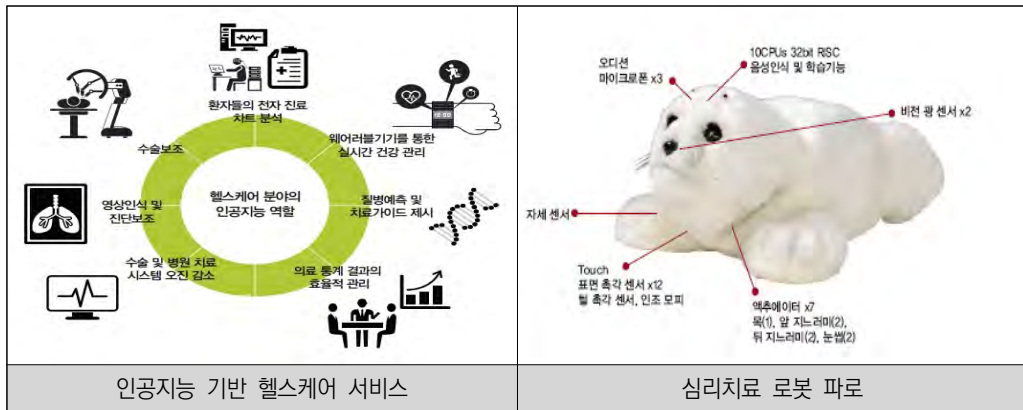 환자들의 전자 진료
차트 분석
웨어러블기기를 통한
실시간 건강 관리
질병예측 및
치료가이드 제시
의료 통계 결과의
효율적 관리
수술 및 병원 치료
시스템 오진 감소
영상인식 및
진단보조
수술보조
헬스케어 분야의
인공지능 역할
인공지능 기반 헬스케어 서비스
오디션
마이크로폰 x3
10CPUs 32bit RISC
음성인식 및 학습기능
비전 광 센서 x2
자세 센서
Touch
표면 촉각 센서 x12
털 촉각 센서, 인조 모피
액추에이터 x7
목(1), 앞 지느러미(2),
뒤 지느러미(2), 눈썹(2)
심리치료 로봇 파로